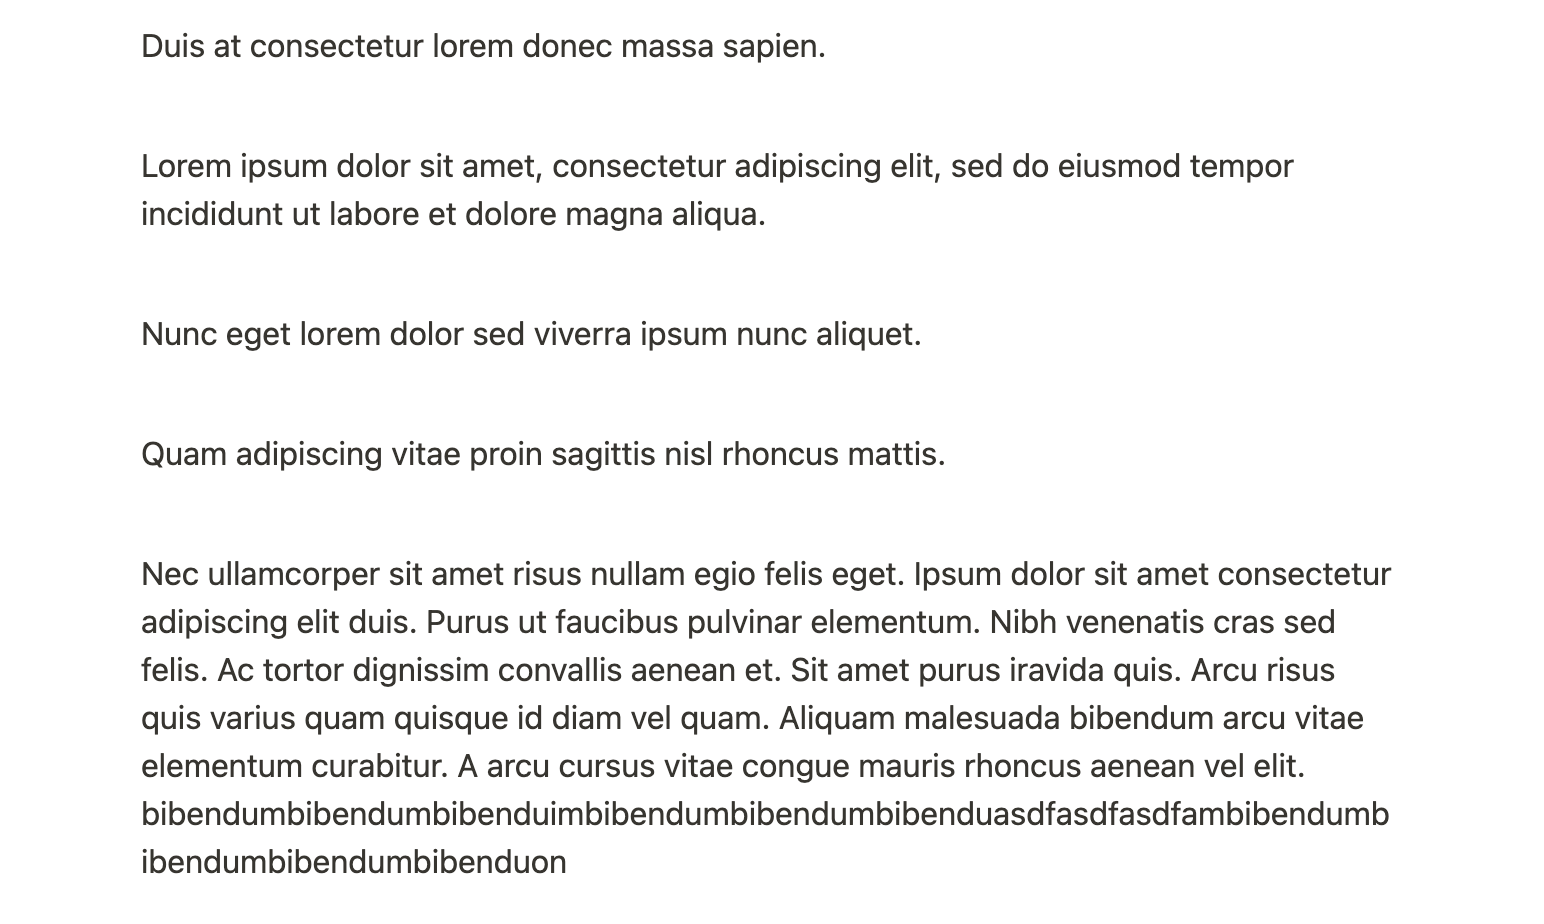 Duis at consectetur lorem donec massa sapien.
Lorem ipsum dolor sit amet, consectetur adipiscing elit, sed do eiusmod tempor
incididunt ut labore et dolore magna aliqua.
Nunc eget lorem dolor sed viverra ipsum nunc aliquet.
Quam adipiscing vitae proin sagittis nisl rhoncus mattis.
Nec ullamcorper sit amet risus nullam egio felis eget. Ipsum dolor sit amet consectetur
adipiscing elit duis. Purus ut faucibus pulvinar elementum. Nibh venenatis cras sed
felis. Ac tortor dignissim convallis aenean et. Sit amet purus iravida quis. Arcu risus
quis varius quam quisque id diam vel quam. Aliquam malesuada bibendum arcu vitae
elementum curabitur. A arcu cursus vitae congue mauris rhoncus aenean vel elit.
bibendumbibendumbibenduimbibendumbibendumbibenduasdfasdfasdfambibendumb
ibendumbibendumbibenduon